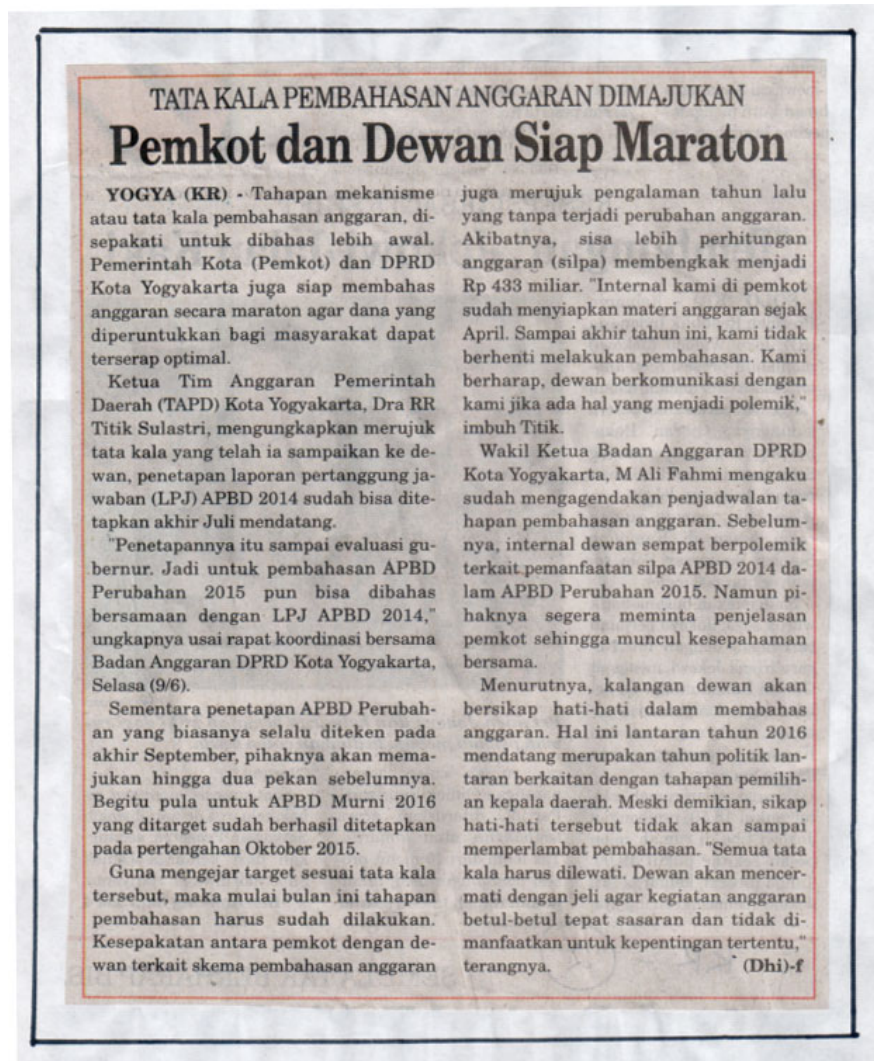 TATA KALA PEMBAHASAN ANGGARAN DIMAJUKAN
Pemkot dan Dewan Siap Maraton
YOGYA (KR) - Tahapan mekanisme
atau tata kala pembahasan anggaran, di-
sepakati untuk dibahas lebih awal.
Pemerintah Kota (Pemkot) dan DPRD
Kota Yogyakarta juga siap membahas
anggaran secara maraton agar dana yang
diperuntukkan bagi masyarakat dapat
terserap optimal.
Ketua Tim Anggaran Pemerintah
Daerah (TAPD) Kota Yogyakarta, Dra RR
Titik Sulastri, mengungkapkan merujuk
tata kala yang telah ia sampaikan ke de-
wan, penetapan laporan pertanggung ja-
waban (LPJ) APBD 2014 sudah bisa dite-
tapkan akhir Juli mendatang.
"Penetapannya itu sampai evaluasi gu-
bernur. Jadi untuk pembahasan APBD
Perubahan 2015 pun bisa dibahas
bersamaan dengan LPJ APBD 2014,"
ungkapnya usai rapat koordinasi bersama
Badan Anggaran DPRD Kota Yogyakarta,
Selasa (9/6).
Sementara penetapan APBD Perubah-
an yang biasanya selalu diteken pada
akhir September, pihaknya akan mema-
jukan hingga dua pekan sebelumnya.
Begitu pula untuk APBD Murni 2016
yang ditarget sudah berhasil ditetapkan
pada pertengahan Oktober 2015.
Guna mengejar target sesuai tata kala
tersebut, maka mulai bulan ini tahapan
pembahasan harus sudah dilakukan.
Kesepakatan antara pemkot dengan de-
wan terkait skema pembahasan anggaran
juga merujuk pengalaman tahun lalu
yang tanpa terjadi perubahan anggaran.
Akibatnya, sisa lebih perhitungan
anggaran (silpa) membengkak menjadi
Rp 433 miliar. "Internal kami di pemkot
sudah menyiapkan materi anggaran sejak
April. Sampai akhir tahun ini, kami tidak
berhenti melakukan pembahasan. Kami
berharap, dewan berkomunikasi dengan
kami jika ada hal yang menjadi polemik,"
imbuh Titik.
Wakil Ketua Badan Anggaran DPRD
Kota Yogyakarta, M Ali Fahmi mengaku
sudah mengagendakan penjadwalan ta-
hapan pembahasan anggaran. Sebelum-
nya, internal dewan sempat berpolemik
terkait pemanfaatan silpa APBD 2014 da-
lam APBD Perubahan 2015. Namun pi-
haknya segera meminta penjelasan
pemkot sehingga muncul kesepahaman
bersama.
Menurutnya, kalangan dewan akan
bersikap hati-hati dalam membahas
anggaran. Hal ini lantaran tahun 2016
mendatang merupakan tahun politik lan-
taran berkaitan dengan tahapan pemilih-
an kepala daerah. Meski demikian, sikap
hati-hati tersebut tidak akan sampai
memperlambat pembahasan. "Semua tata
kala harus dilewati. Dewan akan mencer-
mati dengan jeli agar kegiatan anggaran
betul-betul tepat sasaran dan tidak di-
manfaatkan untuk kepentingan tertentu,"
terangnya. (Dhi)-f